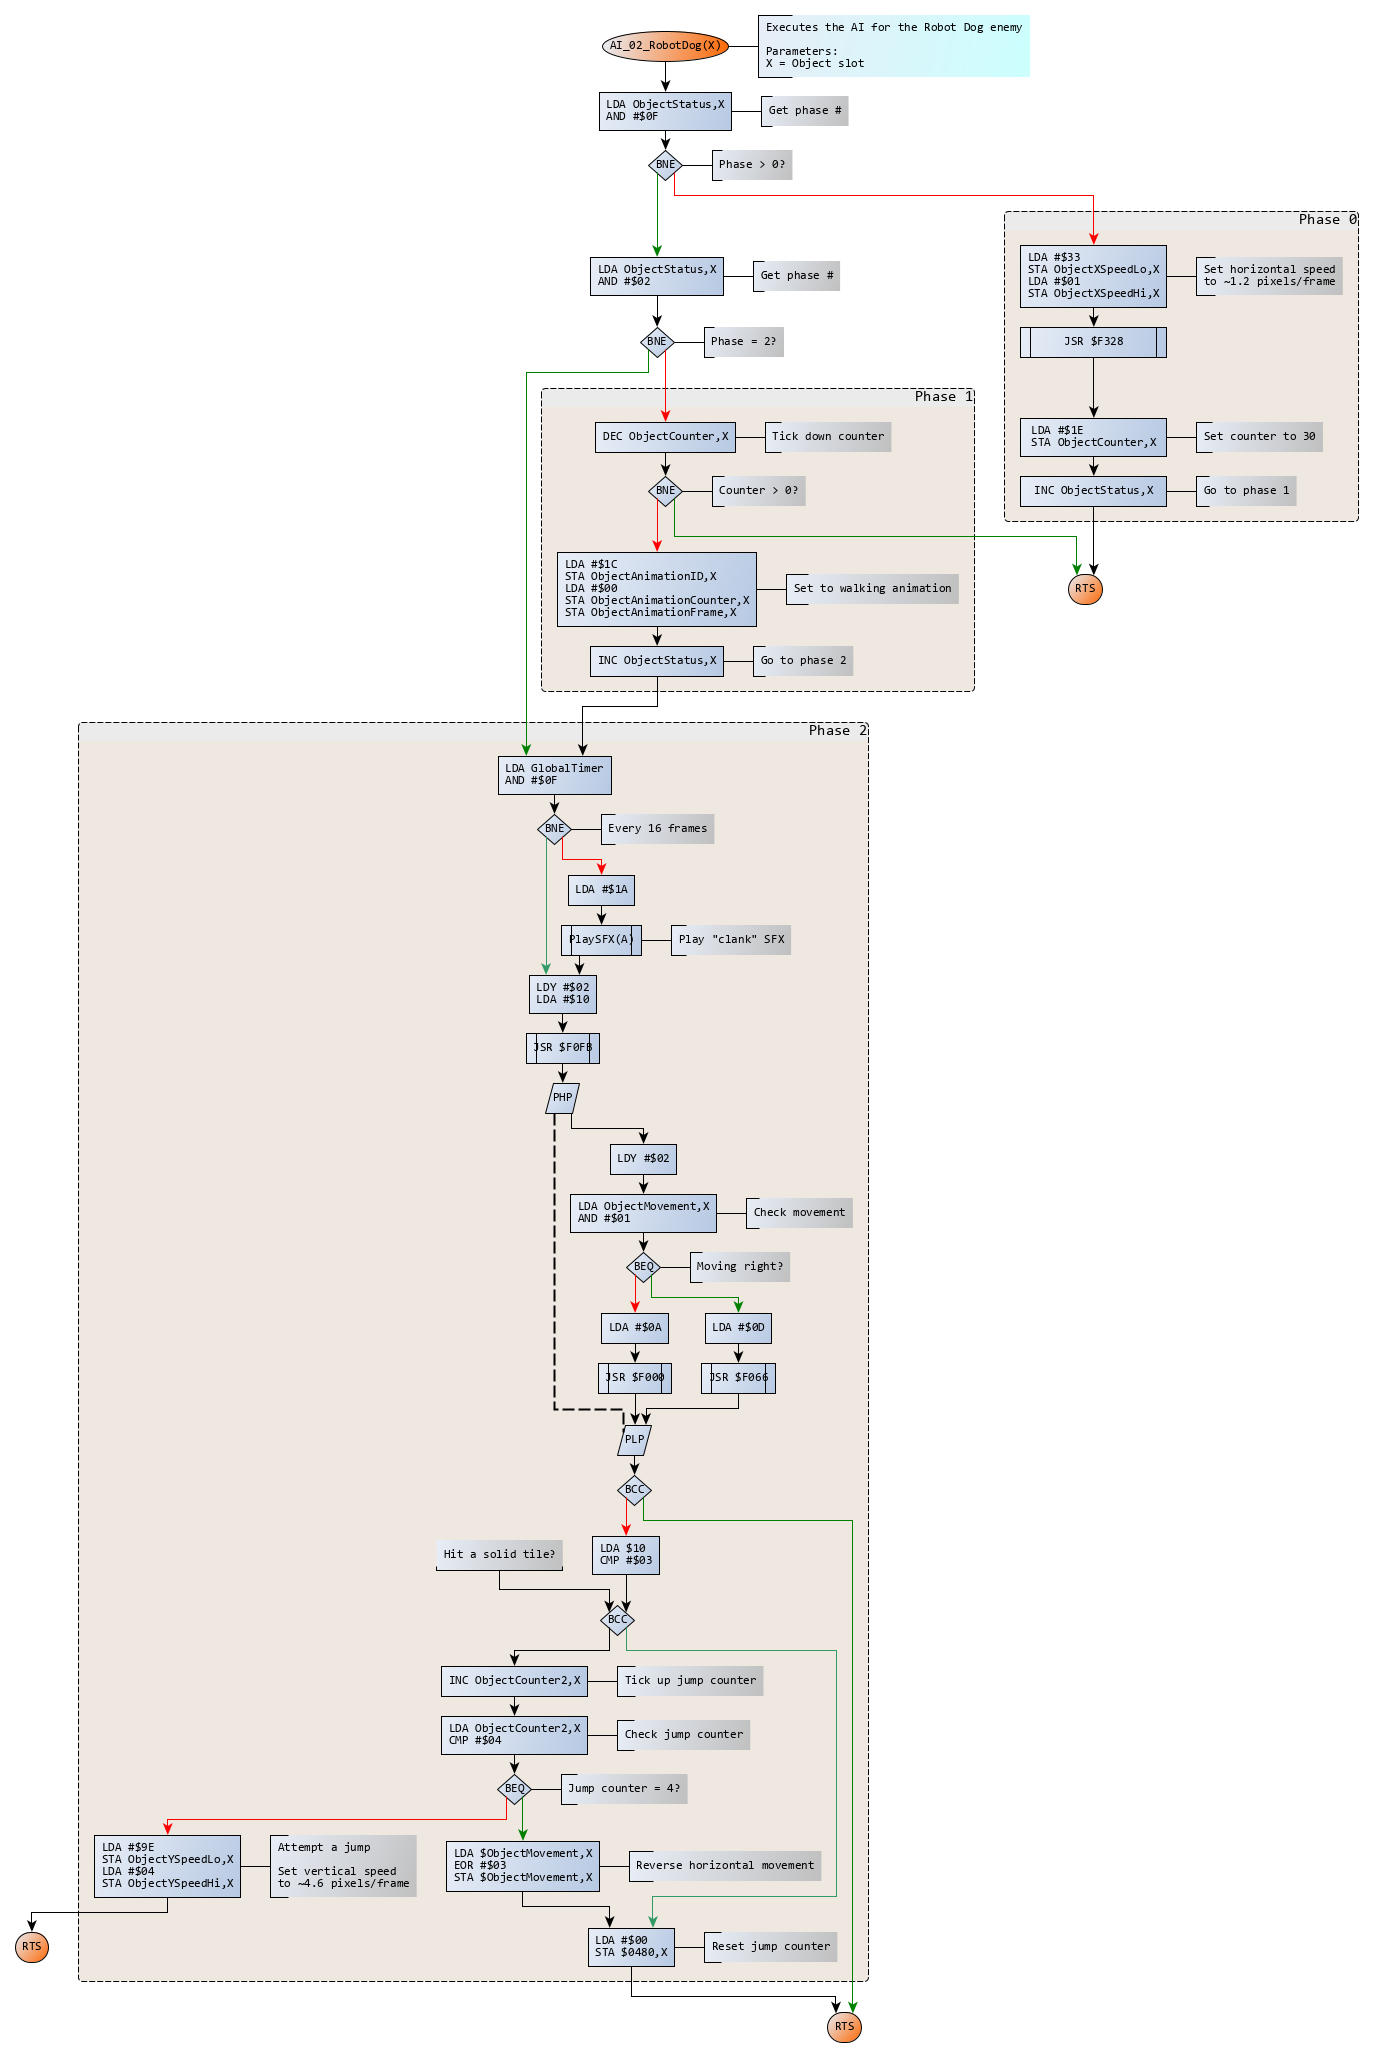 AI_02_RobotDog(X)
Executes the AI for the Robot Dog enemy
Parameters:
X = Object slot
LDA ObjectStatus,X
AND #$0F
Get phase #
BNE
Phase > 0?
Phase 0
LDA #$33
STA ObjectXSpeedLo,X
LDA #$01
STA ObjectXSpeedHi,X
Set horizontal speed
to ~1.2 pixels/frame
JSR $F328
LDA #$1E
STA ObjectCounter,X
Set counter to 30
INC ObjectStatus,X
Go to phase 1
RTS
LDA ObjectStatus,X
AND #$02
Get phase #
BNE
Phase = 2?
Phase 1
DEC ObjectCounter,X
Tick down counter
BNE
Counter > 0?
LDA #$1C
STA ObjectAnimationID,X
LDA #$00
STA ObjectAnimationCounter,X
STA ObjectAnimationFrame,X
Set to walking animation
INC ObjectStatus,X
Go to phase 2
Phase 2
LDA GlobalTimer
AND #$0F
BNE
Every 16 frames
LDA #$1A
PlaySFX(A)
Play "clank" SFX
LDY #$02
LDA #$10
JSR $F0FB
PHP
LDY #$02
LDA ObjectMovement,X
AND #$01
Check movement
BEQ
Moving right?
LDA #$0A
LDA #$0D
JSR $F000
JSR $F066
PLP
BCC
LDA $10
CMP #$03
Hit a solid tile?
BCC
INC ObjectCounter2,X
Tick up jump counter
LDA ObjectCounter2,X
CMP #$04
Check jump counter
BEQ
Jump counter = 4?
LDA #$9E
STA ObjectYSpeedLo,X
LDA #$04
STA ObjectYSpeedHi,X
Attempt a jump
Set vertical speed
to ~4.6 pixels/frame
LDA $ObjectMovement,X
EOR #$03
STA $ObjectMovement,X
Reverse horizontal movement
RTS
LDA #$00
STA $0480,X
Reset jump counter
RTS